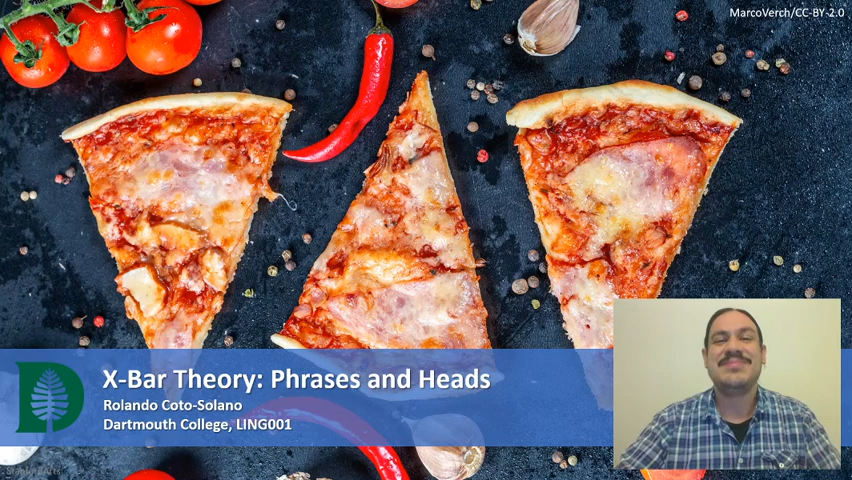 MarcoVerch/CC-BY-2.0
X-Bar Theory: Phrases and Heads
Rolando Coto-Solano
Dartmouth College, LING001